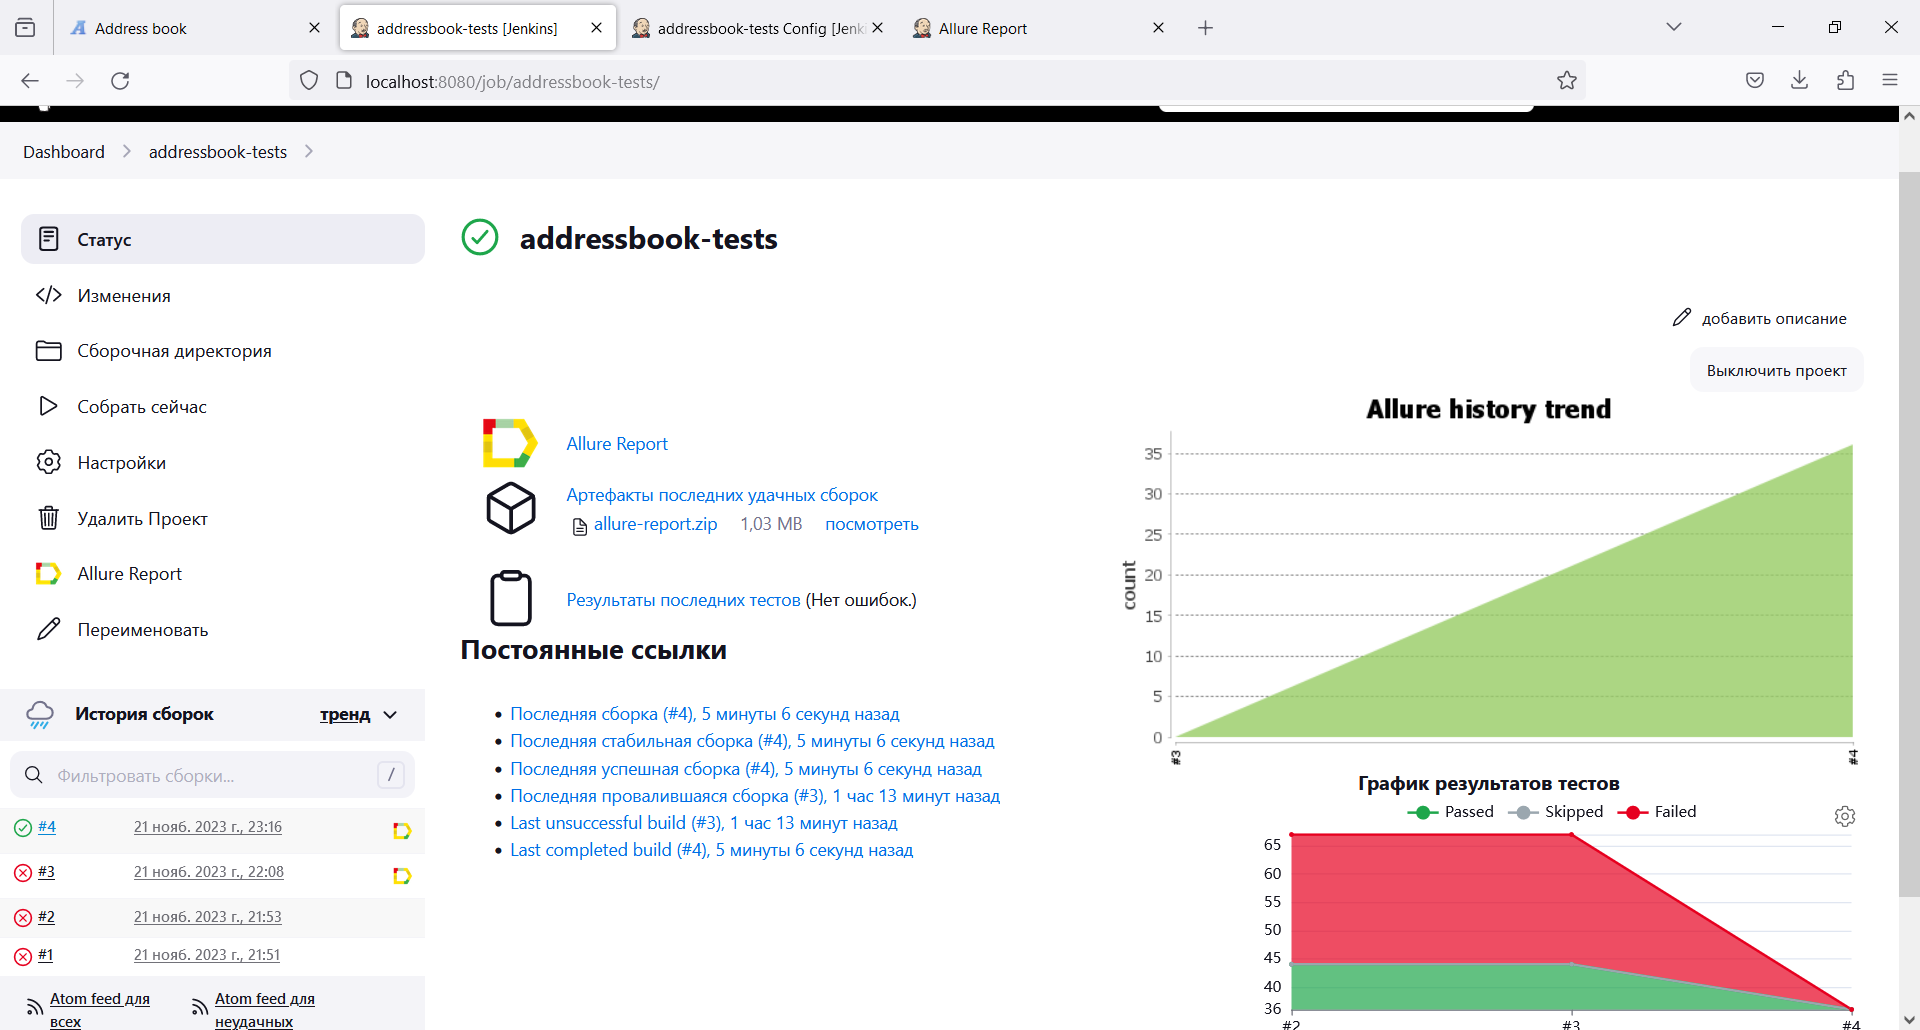 Address book
addressbook-tests [Jenkins]
addressbook-tests Config [Jenki
Allure Report
localhost:8080/job/addressbook-tests/
Dashboard
addressbook-tests
Статус
Изменения
Сборочная директория
Собрать сейчас
Настройки
Удалить Проект
Allure Report
Переименовать
История сборок
тренд
Фильтровать сборки...
/
#4
21 нояб. 2023 г., 23:16
#3
21 нояб. 2023 г., 22:08
#2
21 нояб. 2023 г., 21:53
#1
21 нояб. 2023 г., 21:51
Atom feed для
всех
Atom feed для
неудачных
addressbook-tests
добавить описание
Выключить проект
Allure Report
Артефакты последних удачных сборок
allure-report.zip 1,03 MB посмотреть
Результаты последних тестов (Нет ошибок.)
Постоянные ссылки
Последняя сборка (#4), 5 минуты 6 секунд назад
Последняя стабильная сборка (#4), 5 минуты 6 секунд назад
Последняя успешная сборка (#4), 5 минуты 6 секунд назад
Последняя провалившаяся сборка (#3), 1 час 13 минут назад
Last unsuccessful build (#3), 1 час 13 минут назад
Last completed build (#4), 5 минуты 6 секунд назад
Allure history trend
35
30
25
20
15
10
5
0
count
#3
#4
График результатов тестов
Passed
Skipped
Failed
65
60
55
50
45
40
36
#2
#3
#4